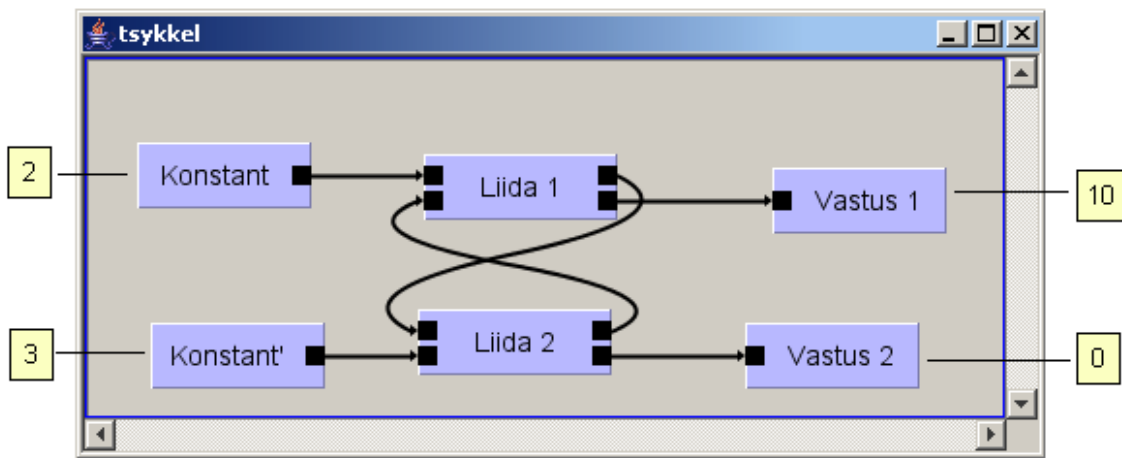 tsykkel
2
Konstant
Liida 1
Vastus 1
10
3
Konstant'
Liida 2
Vastus 2
0